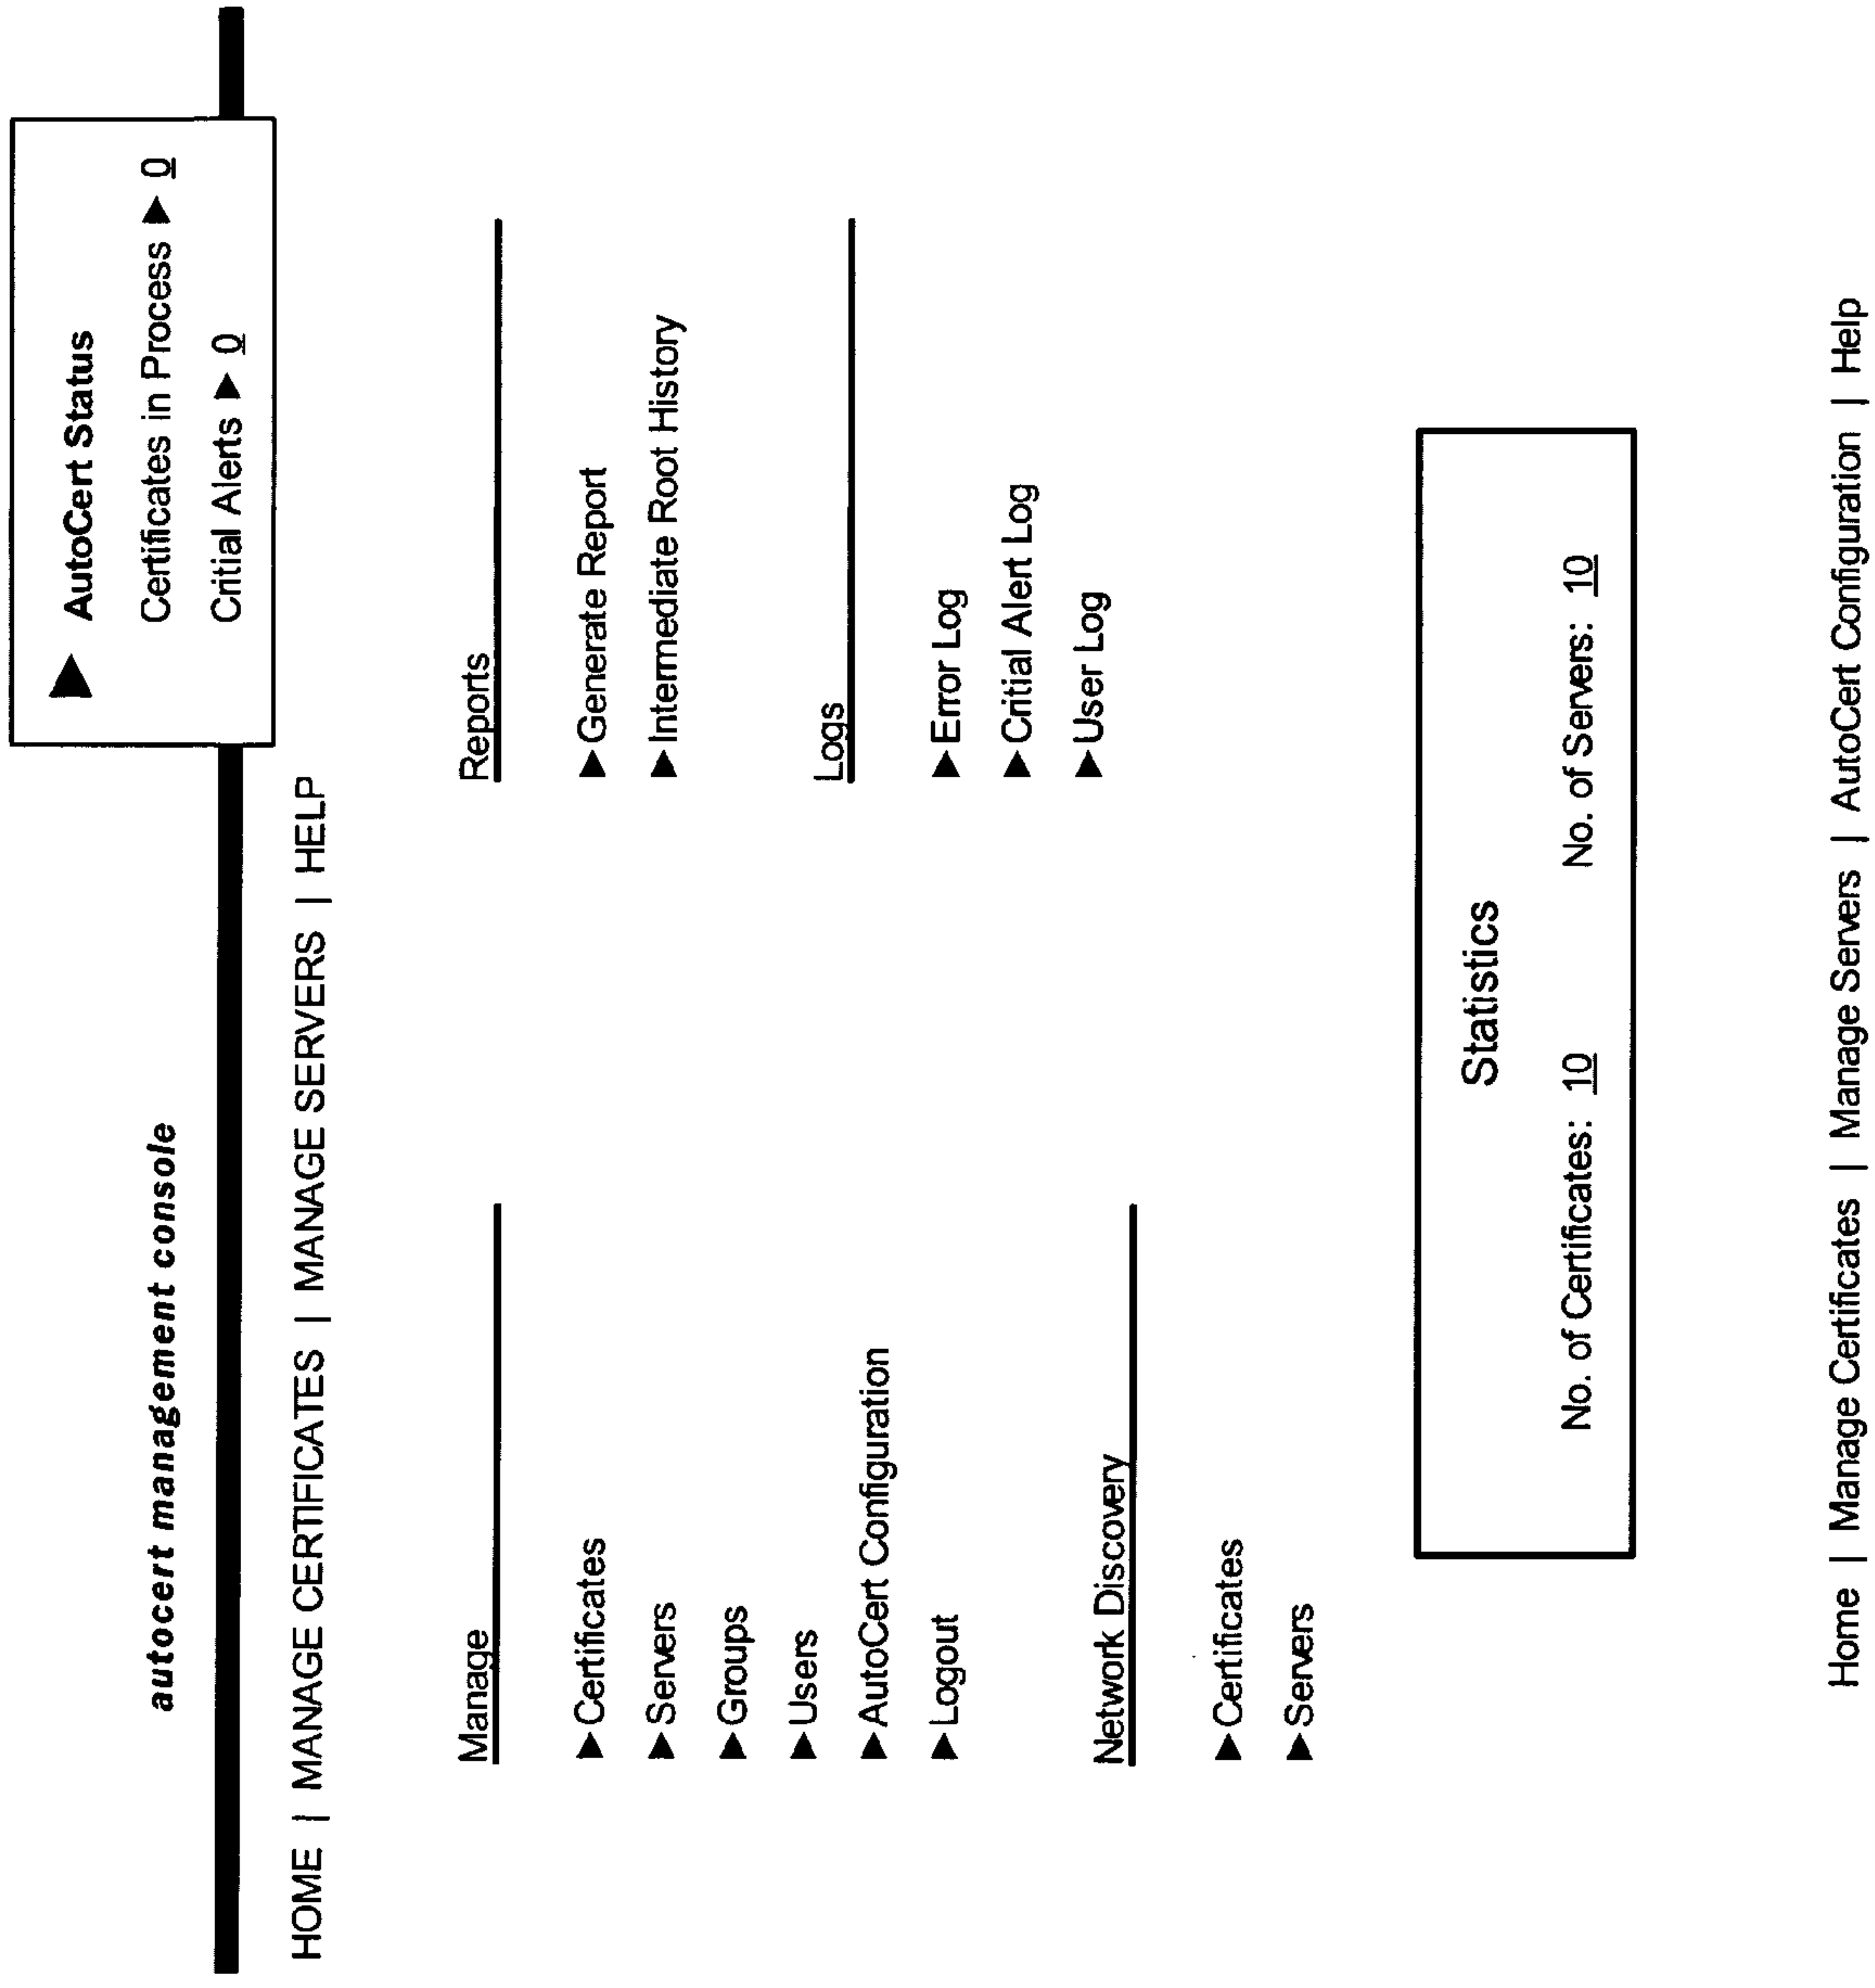 autocert management console
AutoCert Status
Certificates in Process 0
Critial Alerts 0
HOME | MANAGE CERTIFICATES | MANAGE SERVERS | HELP
Manage
Certificates
Servers
Groups
Users
AutoCert Configuration
Logout
Network Discovery
Certificates
Servers
Reports
Generate Report
Intermediate Root History
Logs
Error Log
Critial Alert Log
User Log
Statistics
No. of Certificates: 10 No. of Servers: 10
Home | Manage Certificates | Manage Servers | AutoCert Configuration | Help